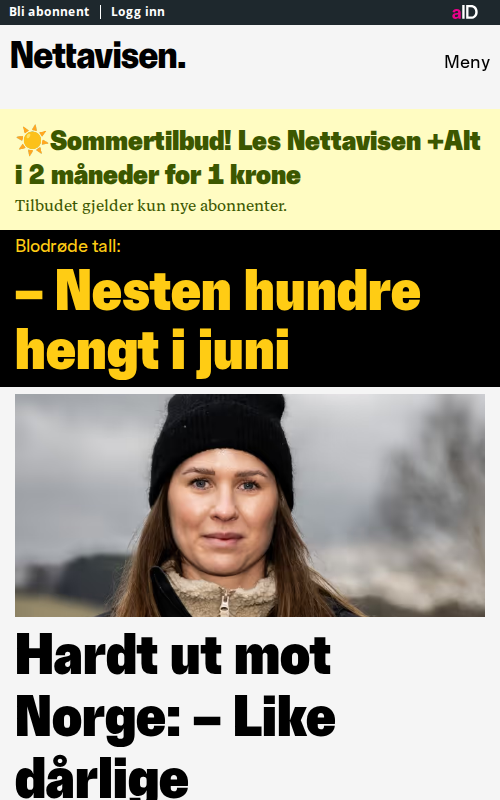 Bli abonnent | Logg inn aID
Nettavisen.
Meny
☀️Sommertilbud! Les Nettavisen +Alt
i 2 måneder for 1 krone
Tilbudet gjelder kun nye abonnenter.
Blodrøde tall:
– Nesten hundre
hengt i juni
Hardt ut mot
Norge: – Like
dårlige